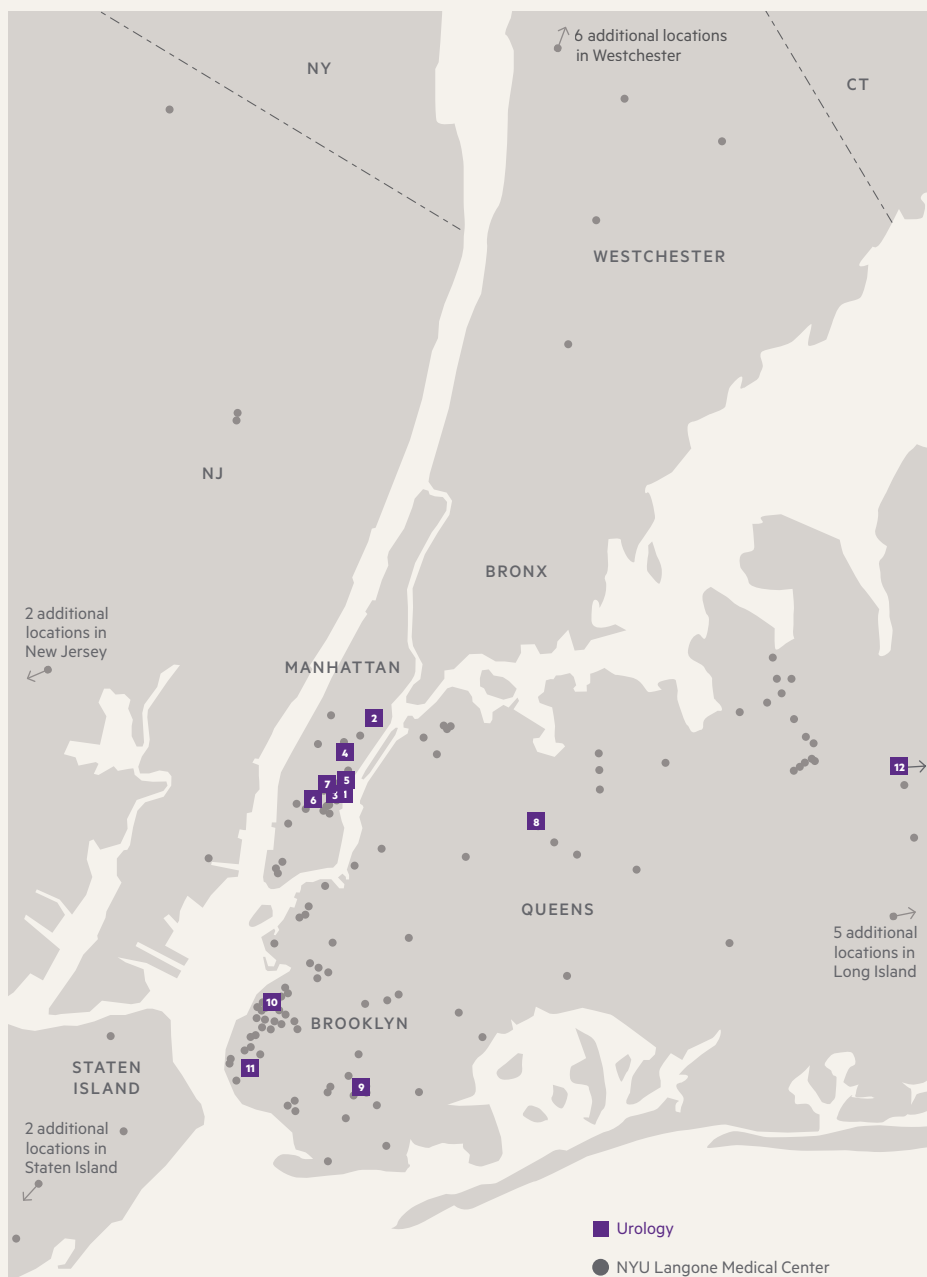 6 additional locations
in Westchester
NY
CT
WESTCHESTER
NJ
BRONX
2 additional
locations in
New Jersey
MANHATTAN
2
4
5
7
3
1
6
12
8
QUEENS
5 additional
locations in
Long Island
10
BROOKLYN
11
9
STATEN
ISLAND
2 additional
locations in
Staten Island
Urology
NYU Langone Medical Center